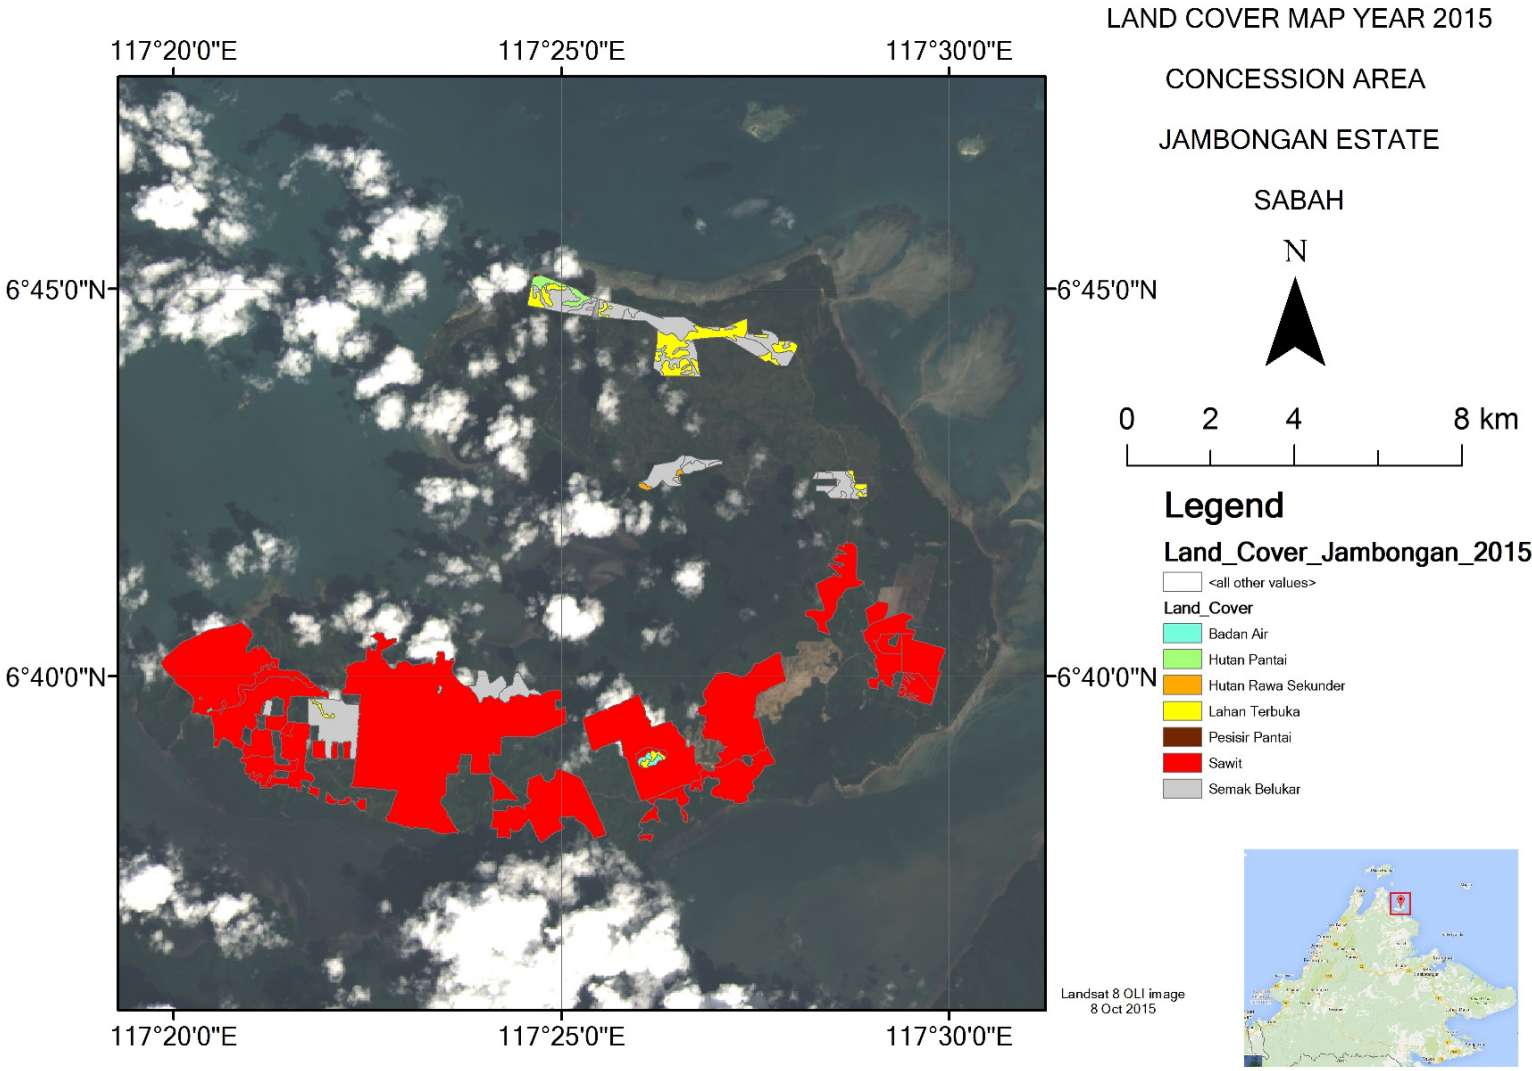 LAND COVER MAP YEAR 2015
CONCESSION AREA
JAMBONGAN ESTATE
SABAH
117°20'0"E
117°25'0"E
117°30'0"E
6°45'0"N
6°45'0"N
6°40'0"N
6°40'0"N
117°20'0"E
117°25'0"E
117°30'0"E
N
0 2 4 8 km
Legend
Land_Cover_Jambongan_2015
<all other values>
Land_Cover
Badan Air
Hutan Pantai
Hutan Rawa Sekunder
Lahan Terbuka
Pesisir Pantai
Sawit
Semak Belukar
Landsat 8 OLI image
8 Oct 2015